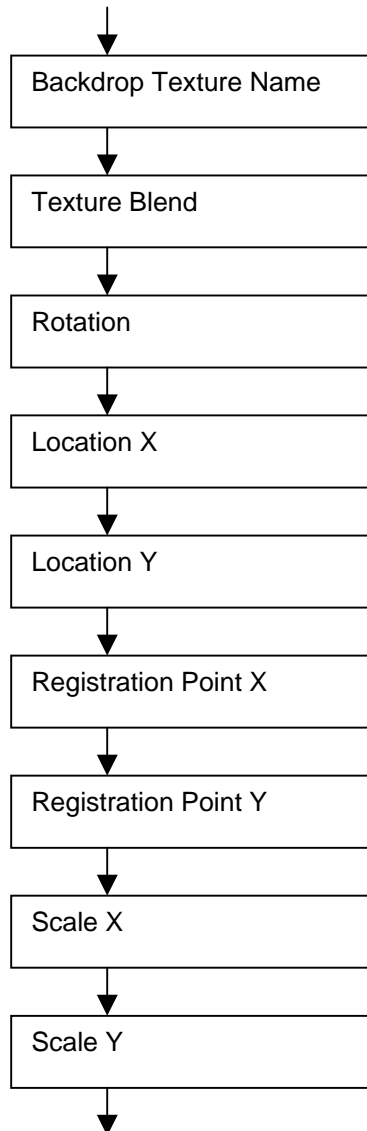 Backdrop Texture Name
Texture Blend
Rotation
Location X
Location Y
Registration Point X
Registration Point Y
Scale X
Scale Y